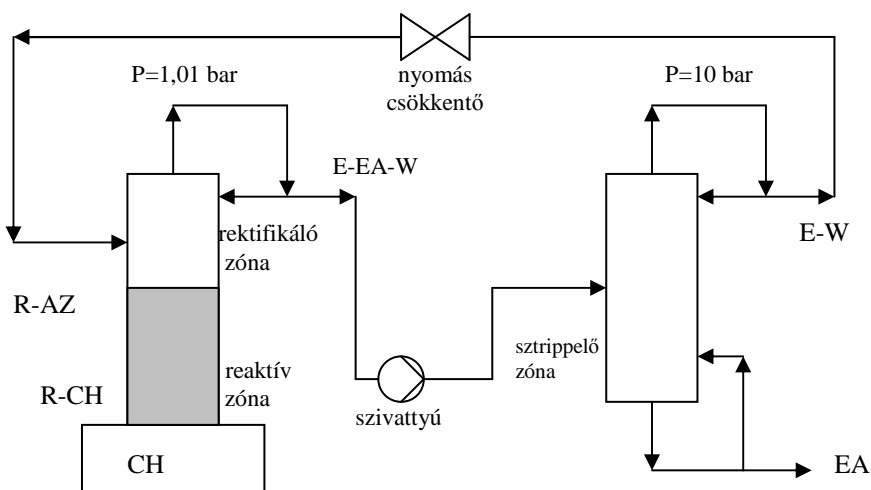 nyomás
csökkentő
P=1,01 bar
P=10 bar
E-EA-W
rektifikáló
zóna
E-W
R-AZ
R-CH
reaktív
zóna
szivattyú
sztrippelő
zóna
CH
EA